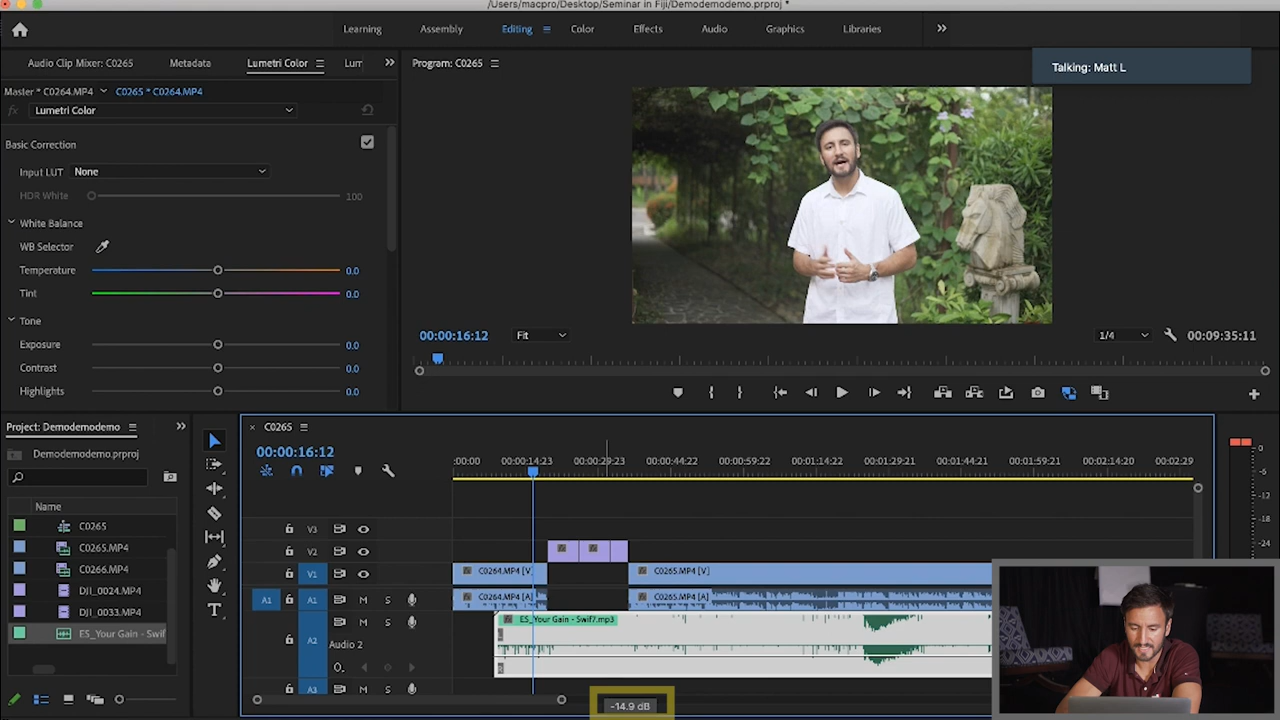 /Users/macpro/Desktop/Seminar in Fiji/Demodemodemo.prproj *
Learning Assembly Editing Color Effects Audio Graphics Libraries
Audio Clip Mixer: C0265 Metadata Lumetri Color Lum
Program: C0265
Talking: Matt L
Master * C0264.MP4 C0265 * C0264.MP4
fx Lumetri Color
Basic Correction
Input LUT None
HDR White 100
White Balance
WB Selector
Temperature 0.0
Tint 0.0
Tone
Exposure 0.0
Contrast 0.0
Highlights 0.0
00:00:16:12 Fit 1/4 00:09:35:11
Project: Demodemodemo
Demodemodemo.prproj
Name
C0265
C0265.MP4
C0266.MP4
DJI_0024.MP4
DJI_0033.MP4
ES_Your Gain - Swif
× C0265
00:00:16:12
:00:00 00:00:14:23 00:00:29:23 00:00:44:22 00:00:59:22 00:01:14:22 00:01:29:21 00:01:44:21 00:01:59:21 00:02:14:20 00:02:29
V3
V2
V1 C0264.MP4 [V] C0265.MP4 [V]
A1 A1 M S C0264.MP4 [A] C0265.MP4 [A]
M S ES_Your Gain - Swif7.mp3
A2 Audio 2
A3 M S
-14.9 dB
0
-6
-12
-18
-24